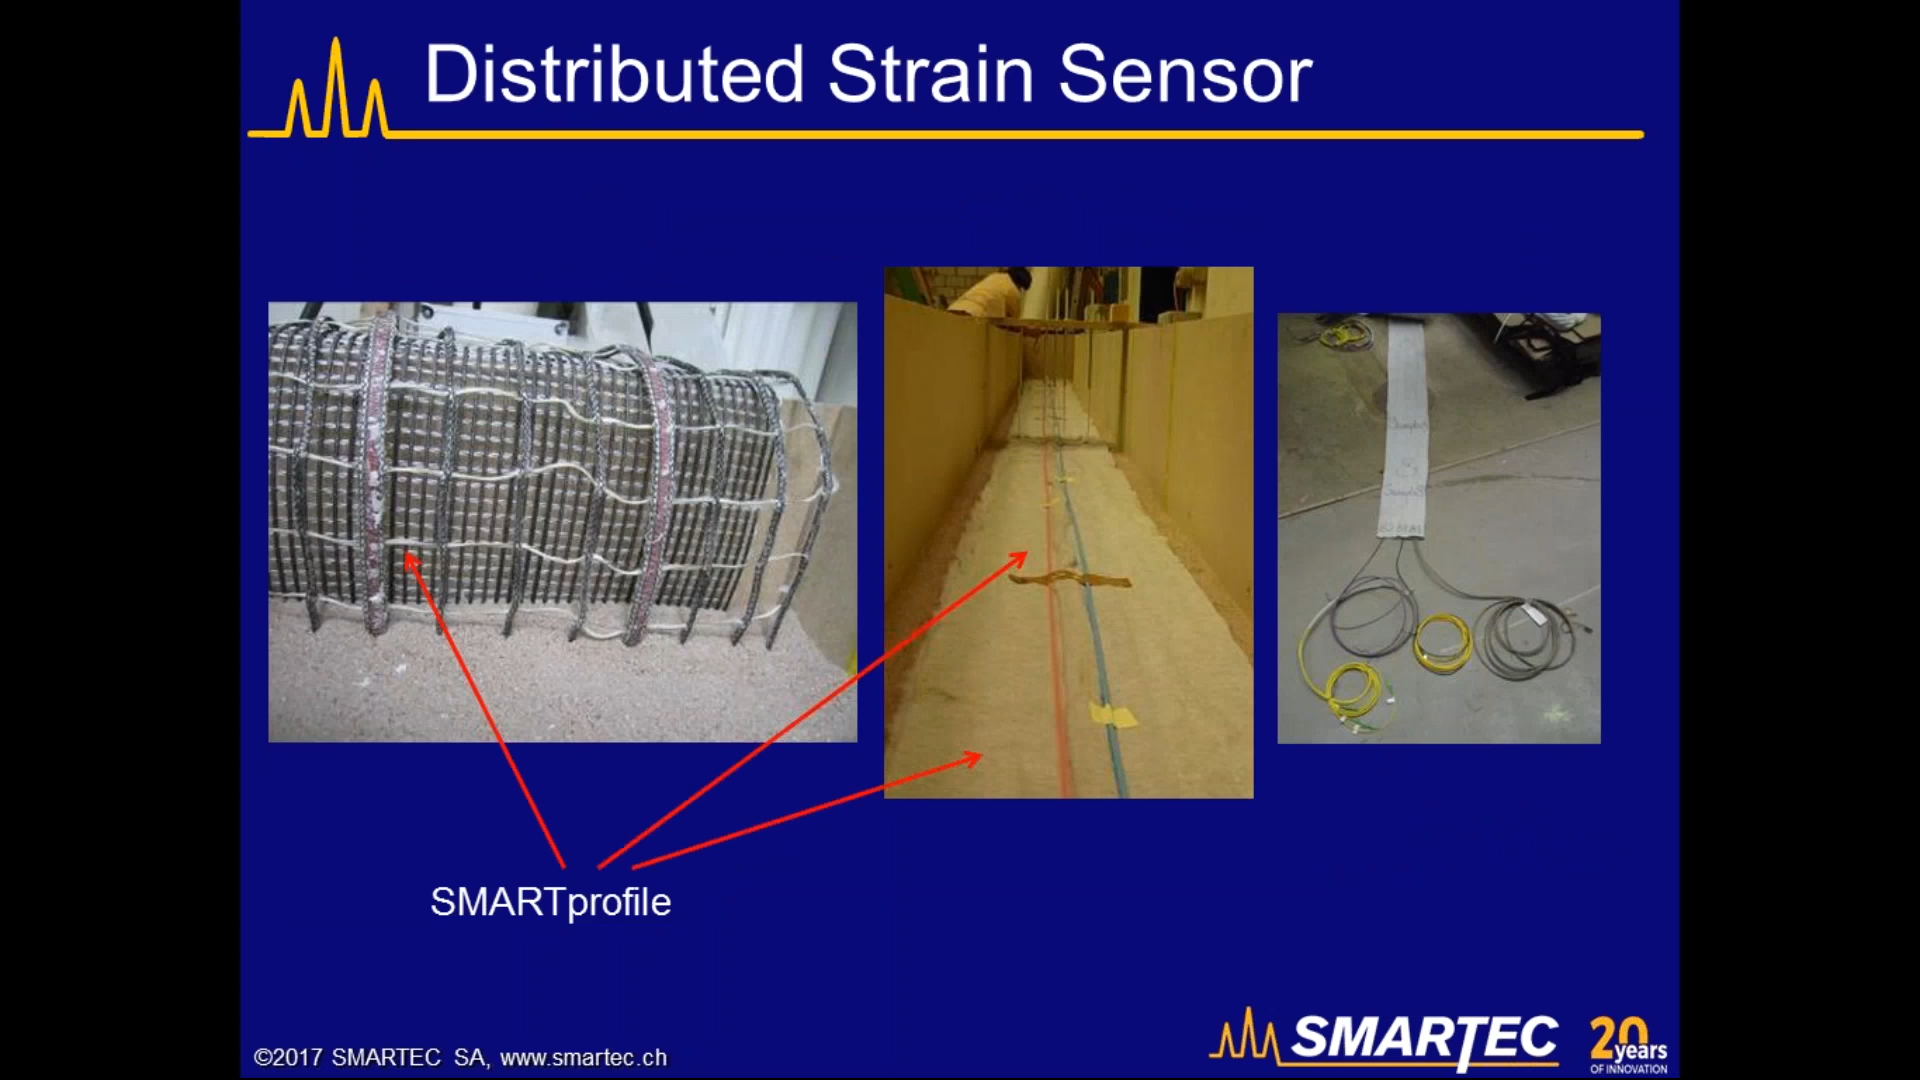 Distributed Strain Sensor
SMARTprofile
©2017 SMARTEC SA, www.smartec.ch
SMARTEC
20 years
OF INNOVATION